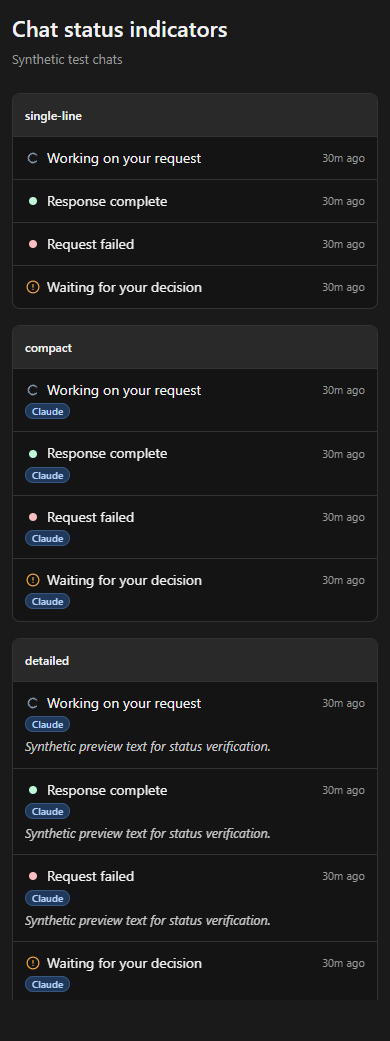 Chat status indicators
Synthetic test chats
single-line
Working on your request 30m ago
Response complete 30m ago
Request failed 30m ago
Waiting for your decision 30m ago
compact
Working on your request 30m ago
Claude
Response complete 30m ago
Claude
Request failed 30m ago
Claude
Waiting for your decision 30m ago
Claude
detailed
Working on your request 30m ago
Claude
Synthetic preview text for status verification.
Response complete 30m ago
Claude
Synthetic preview text for status verification.
Request failed 30m ago
Claude
Synthetic preview text for status verification.
Waiting for your decision 30m ago
Claude